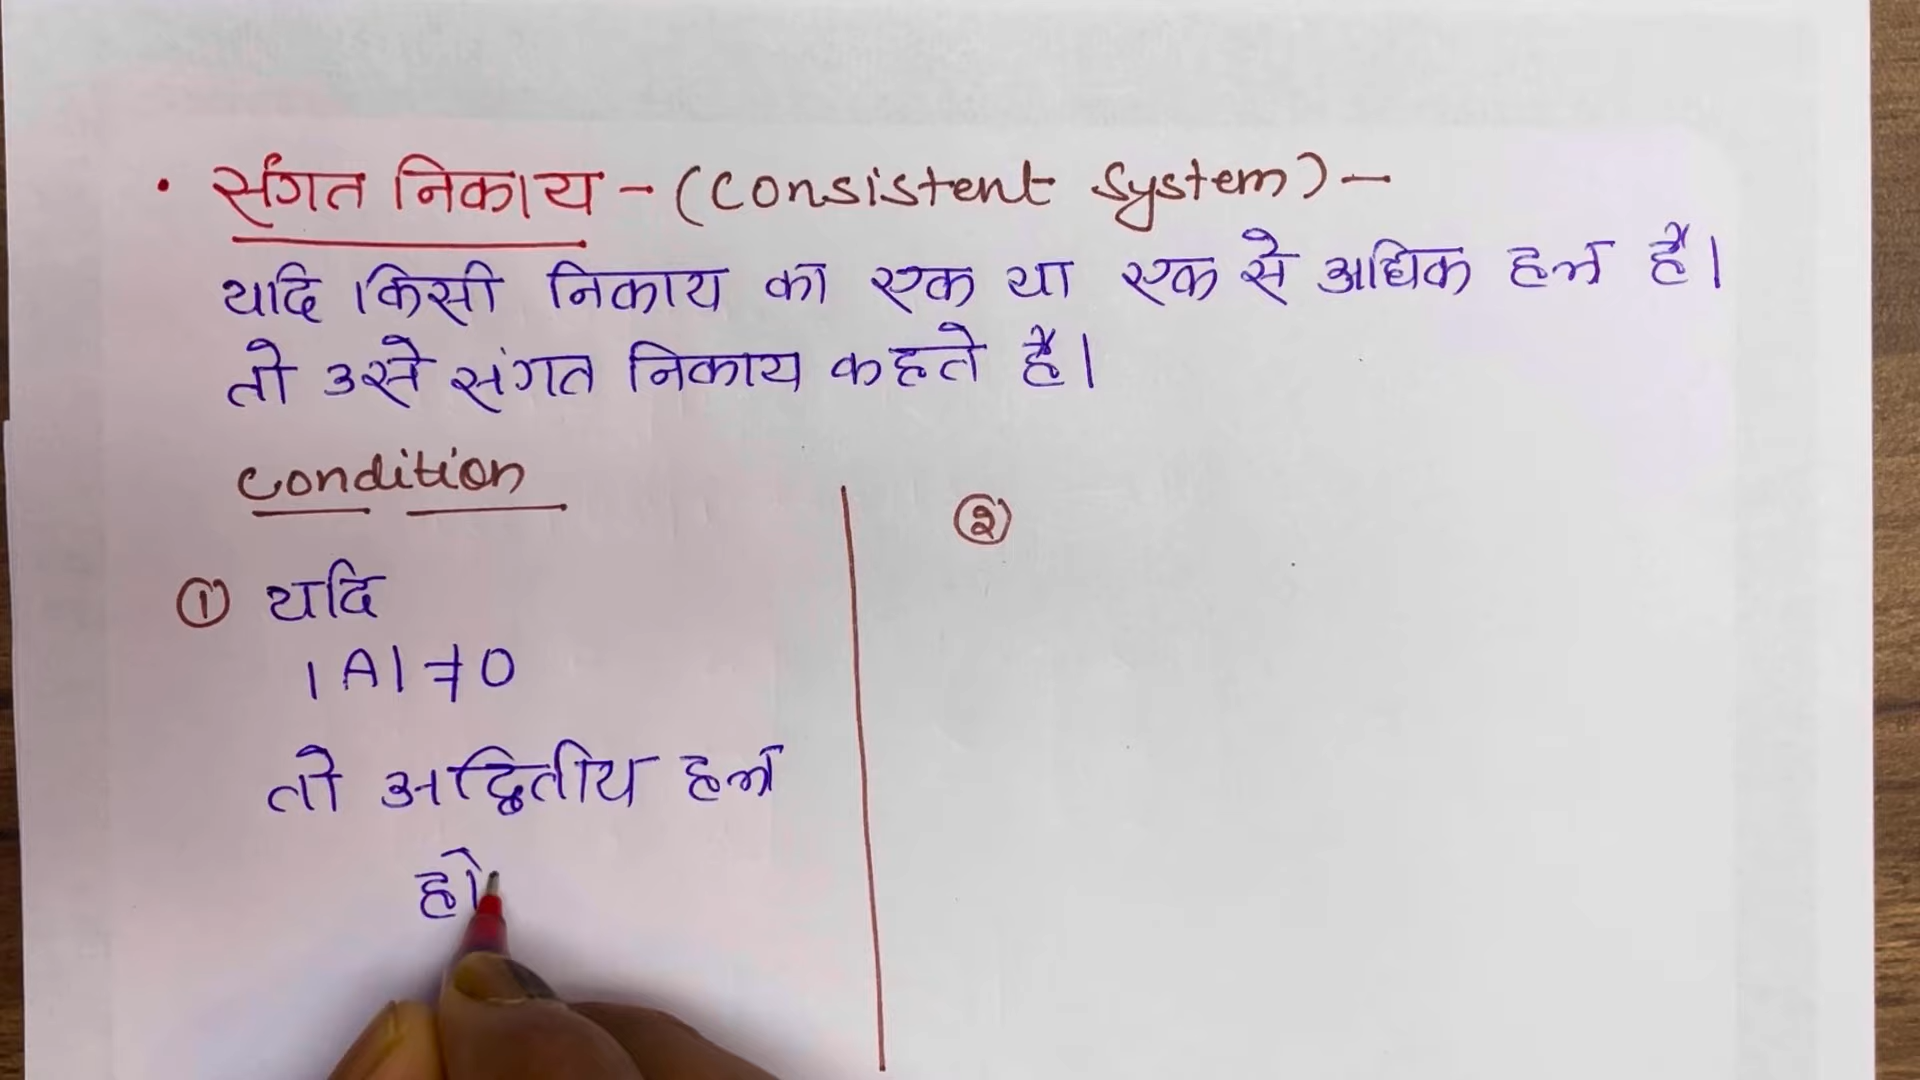 • संगत निकाय – (Consistent System) –
यदि किसी निकाय का एक या एक से अधिक हल है।
तो उसे संगत निकाय कहते है।
Condition
① यदि
|A| ≠ 0
तो अद्वितीय हल
हो
②